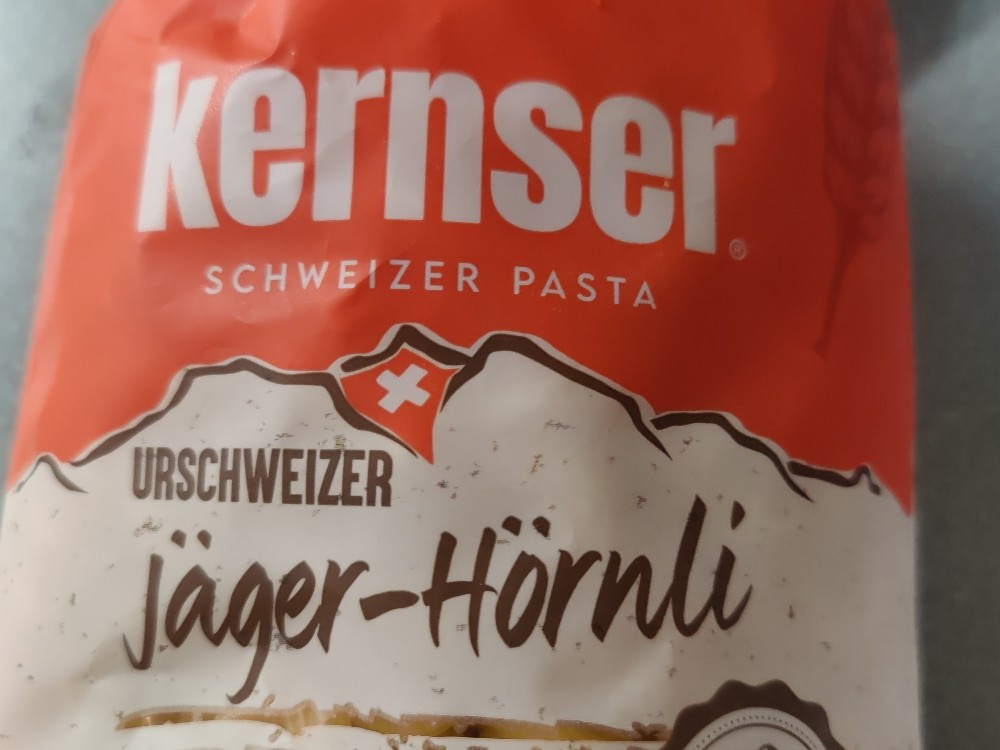 kernser®
SCHWEIZER PASTA
URSCHWEIZER
Jäger-Hörnli